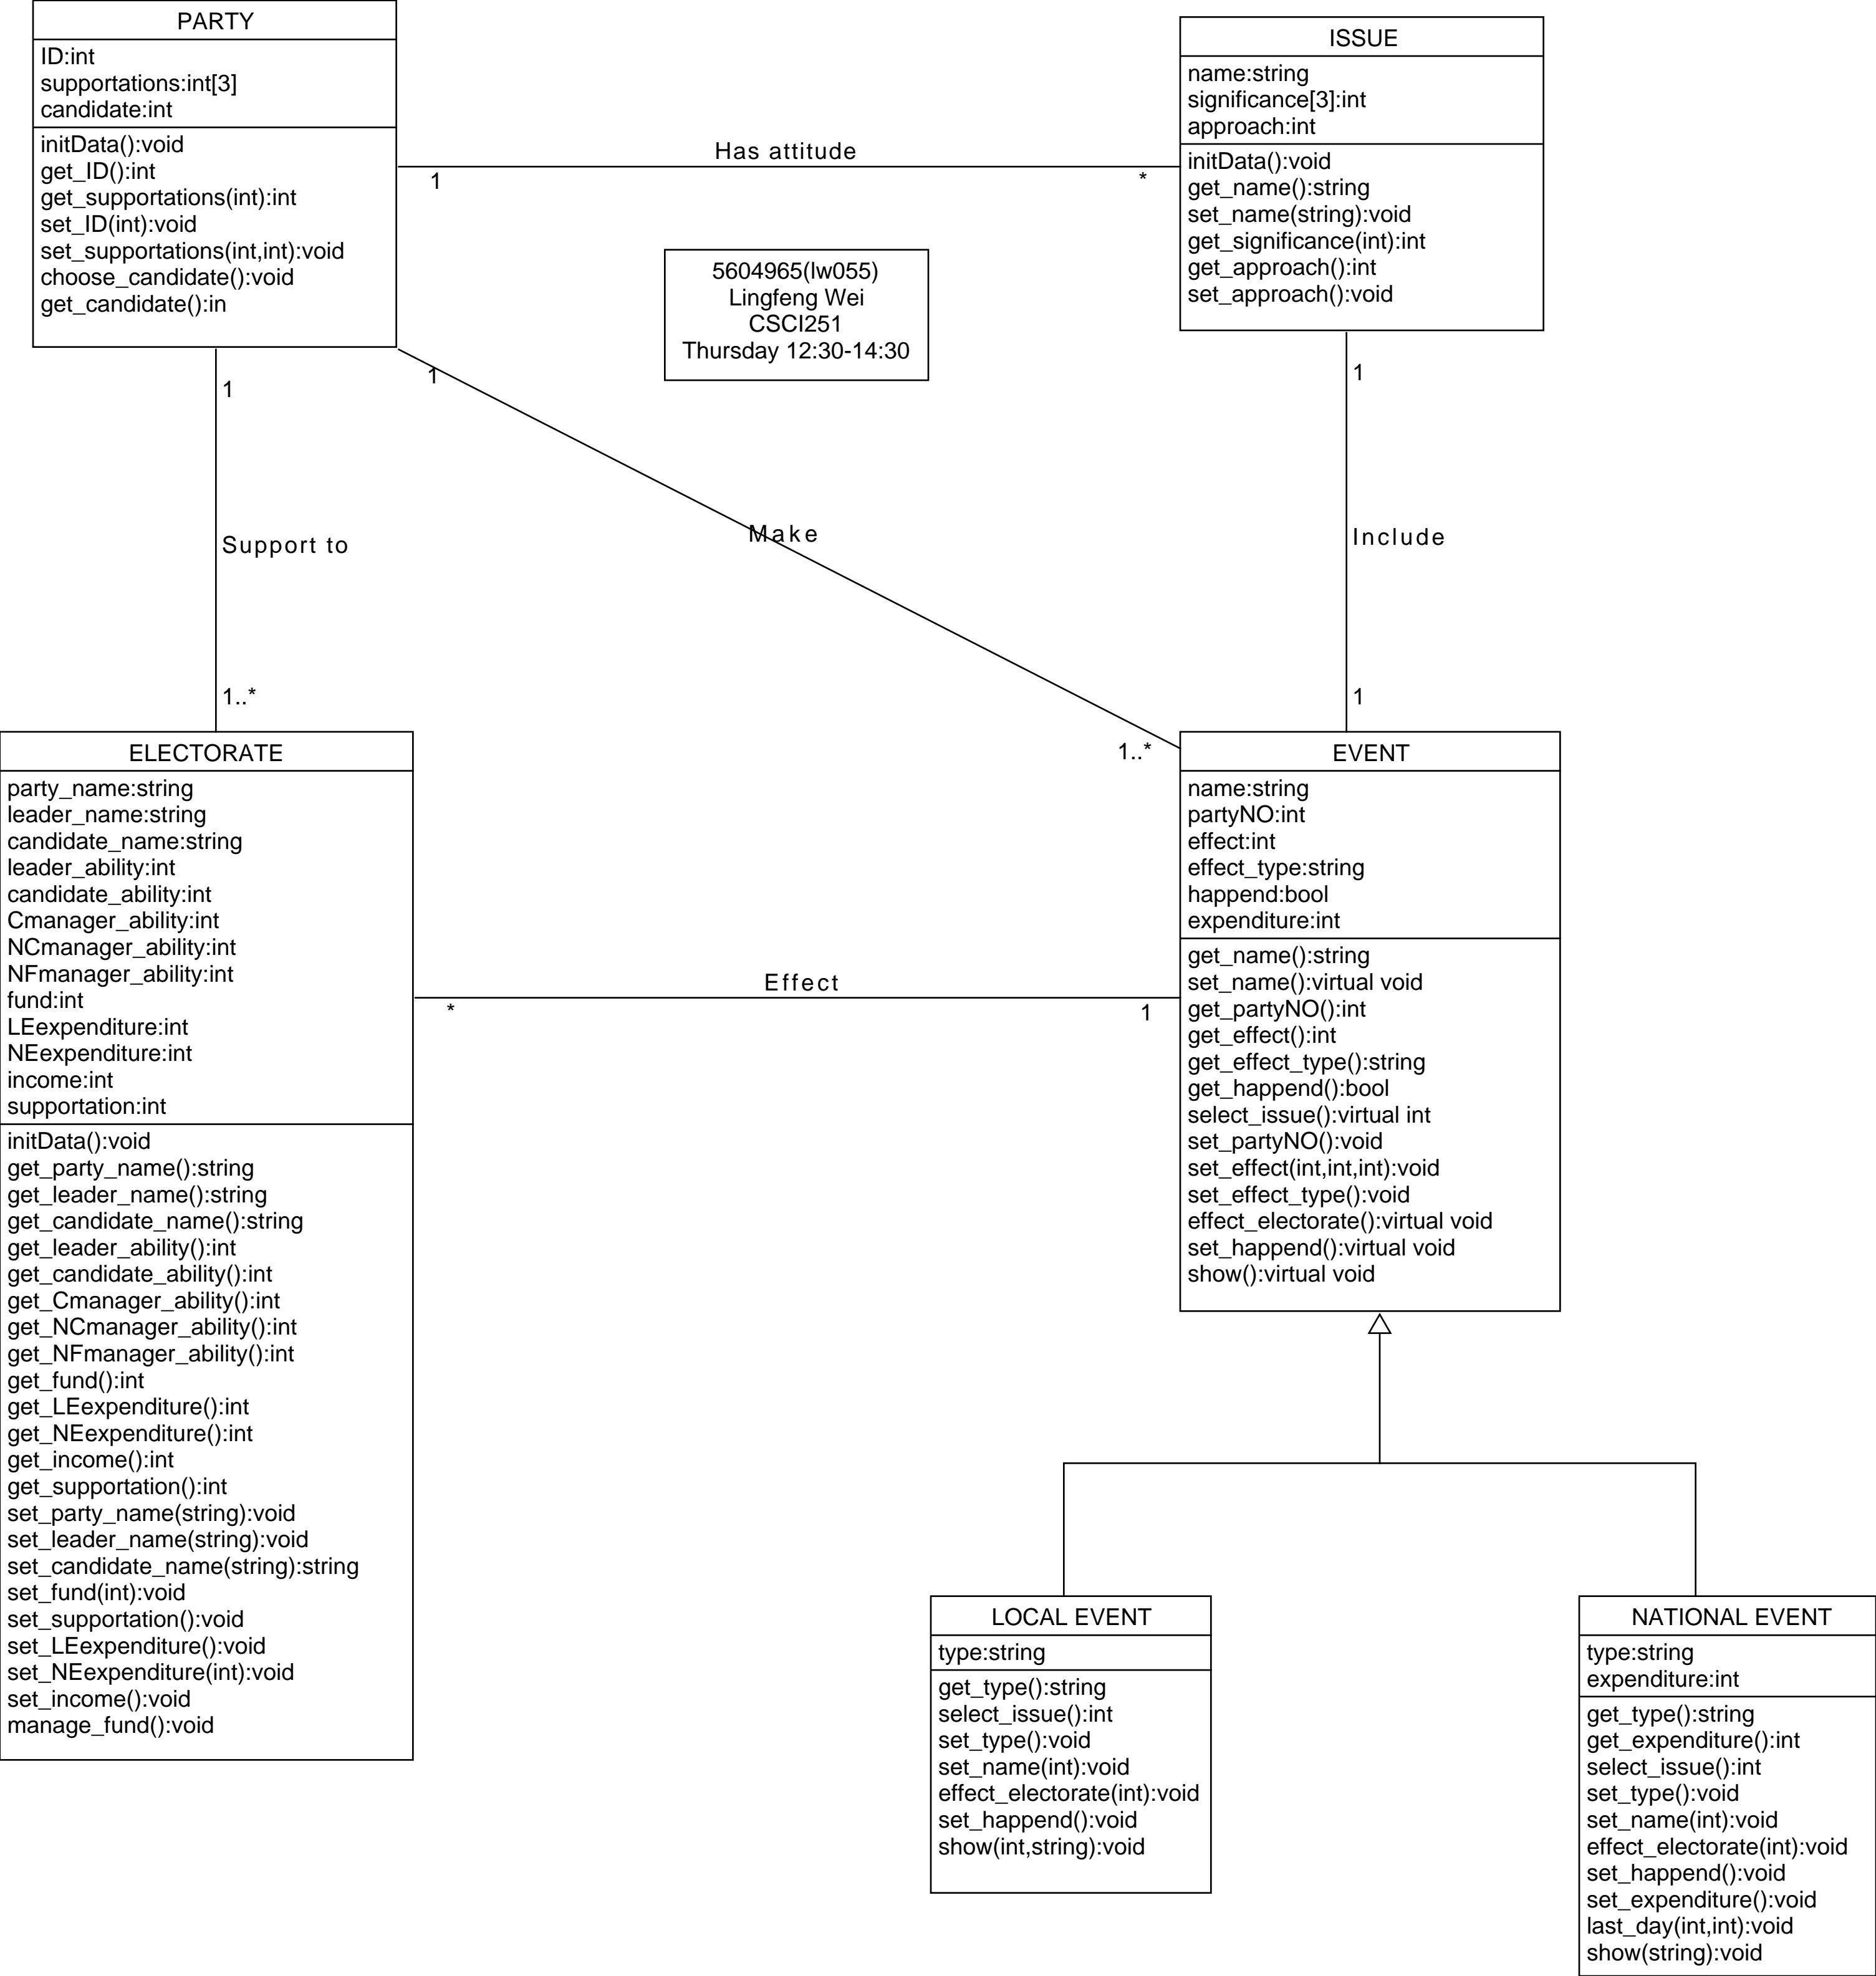 PARTY
ID:int
supportations:int[3]
candidate:int
initData():void
get_ID():int
get_supportations(int):int
set_ID(int):void
set_supportations(int,int):void
choose_candidate():void
get_candidate():in
Has attitude
1
*
ISSUE
name:string
significance[3]:int
approach:int
initData():void
get_name():string
set_name(string):void
get_significance(int):int
get_approach():int
set_approach():void
5604965(lw055)
Lingfeng Wei
CSCI251
Thursday 12:30-14:30
1
Support to
1..*
1
Make
1..*
1
Include
1
ELECTORATE
party_name:string
leader_name:string
candidate_name:string
leader_ability:int
candidate_ability:int
Cmanager_ability:int
NCmanager_ability:int
NFmanager_ability:int
fund:int
LEexpenditure:int
NEexpenditure:int
income:int
supportation:int
initData():void
get_party_name():string
get_leader_name():string
get_candidate_name():string
get_leader_ability():int
get_candidate_ability():int
get_Cmanager_ability():int
get_NCmanager_ability():int
get_NFmanager_ability():int
get_fund():int
get_LEexpenditure():int
get_NEexpenditure():int
get_income():int
get_supportation():int
set_party_name(string):void
set_leader_name(string):void
set_candidate_name(string):string
set_fund(int):void
set_supportation():void
set_LEexpenditure():void
set_NEexpenditure(int):void
set_income():void
manage_fund():void
Effect
*
1
EVENT
name:string
partyNO:int
effect:int
effect_type:string
happend:bool
expenditure:int
get_name():string
set_name():virtual void
get_partyNO():int
get_effect():int
get_effect_type():string
get_happend():bool
select_issue():virtual int
set_partyNO():void
set_effect(int,int,int):void
set_effect_type():void
effect_electorate():virtual void
set_happend():virtual void
show():virtual void
LOCAL EVENT
type:string
get_type():string
select_issue():int
set_type():void
set_name(int):void
effect_electorate(int):void
set_happend():void
show(int,string):void
NATIONAL EVENT
type:string
expenditure:int
get_type():string
get_expenditure():int
select_issue():int
set_type():void
set_name(int):void
effect_electorate(int):void
set_happend():void
set_expenditure():void
last_day(int,int):void
show(string):void